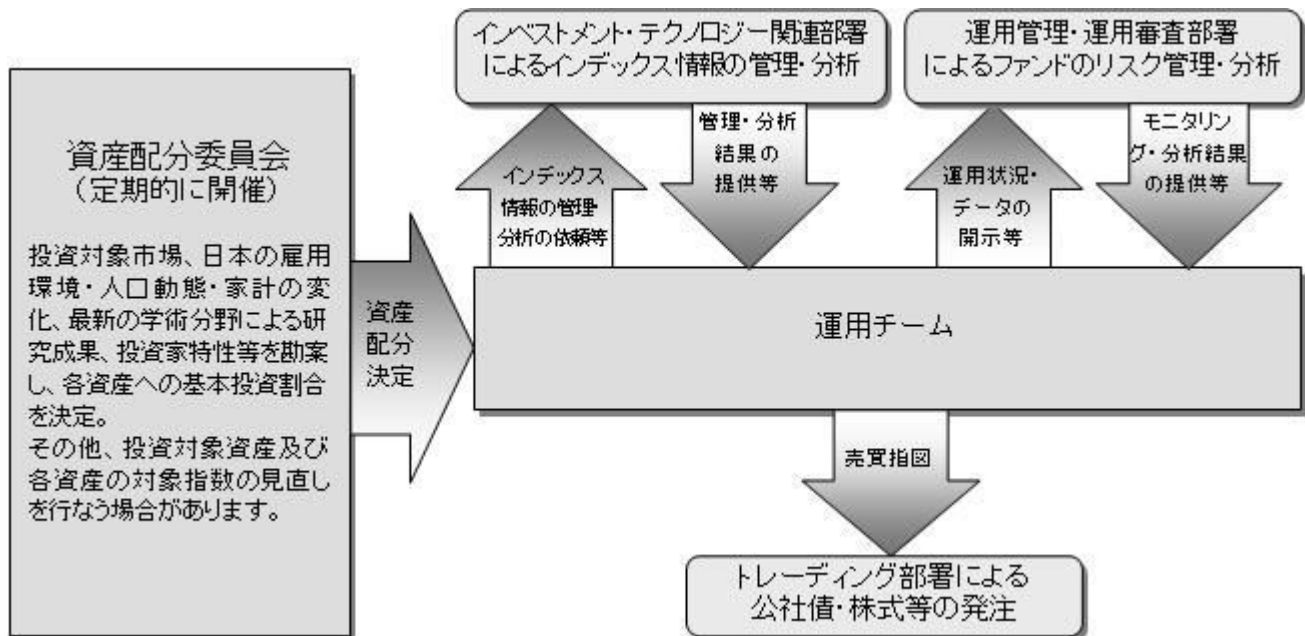 インベストメント・テクノロジー関連部署
によるインデックス情報の管理・分析
運用管理・運用審査部署
によるファンドのリスク管理・分析
インデックス
情報の管理・
分析の依頼等
管理・分析
結果の
提供等
運用状況・
データの
開示等
モニタリン
グ・分析結果
の提供等
資産配分委員会
(定期的に開催)
投資対象市場、日本の雇用
環境・人口動態・家計の変
化、最新の学術分野による研
究成果、投資家特性等を勘案
し、各資産への基本投資割合
を決定。
その他、投資対象資産及び
各資産の対象指数の見直し
を行なう場合があります。
資産
配分
決定
運用チーム
売買指図
トレーディング部署による
公社債・株式等の発注